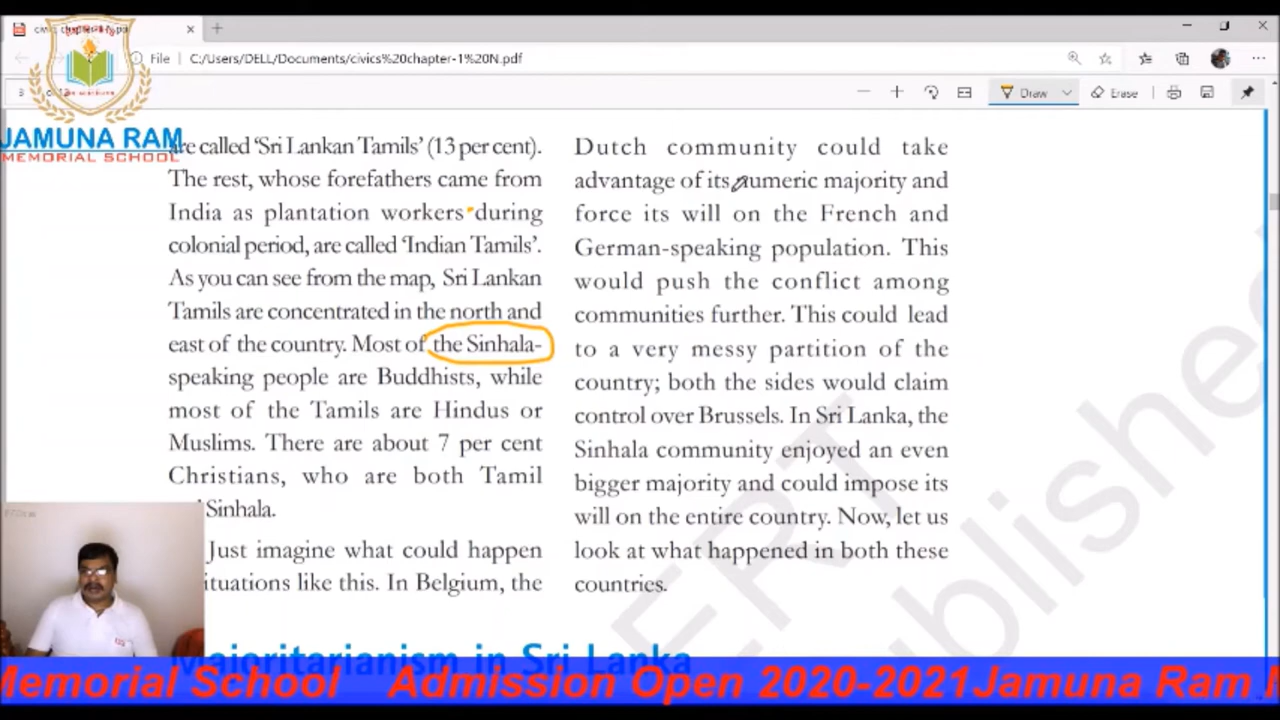 File
C:/Users/DELL/Documents/civics%20chapter-1%20N.pdf
Draw
Erase
JAMUNA RAM
MEMORIAL SCHOOL
are called ‘Sri Lankan Tamils’ (13 per cent).
The rest, whose forefathers came from
India as plantation workers during
colonial period, are called ‘Indian Tamils’.
As you can see from the map, Sri Lankan
Tamils are concentrated in the north and
east of the country. Most of the Sinhala-
speaking people are Buddhists, while
most of the Tamils are Hindus or
Muslims. There are about 7 per cent
Christians, who are both Tamil
Sinhala.
Just imagine what could happen
ituations like this. In Belgium, the
Dutch community could take
advantage of its numeric majority and
force its will on the French and
German-speaking population. This
would push the conflict among
communities further. This could lead
to a very messy partition of the
country; both the sides would claim
control over Brussels. In Sri Lanka, the
Sinhala community enjoyed an even
bigger majority and could impose its
will on the entire country. Now, let us
look at what happened in both these
countries.
Majoritarianism in Sri Lanka
Memorial School Admission Open 2020-2021Jamuna Ram